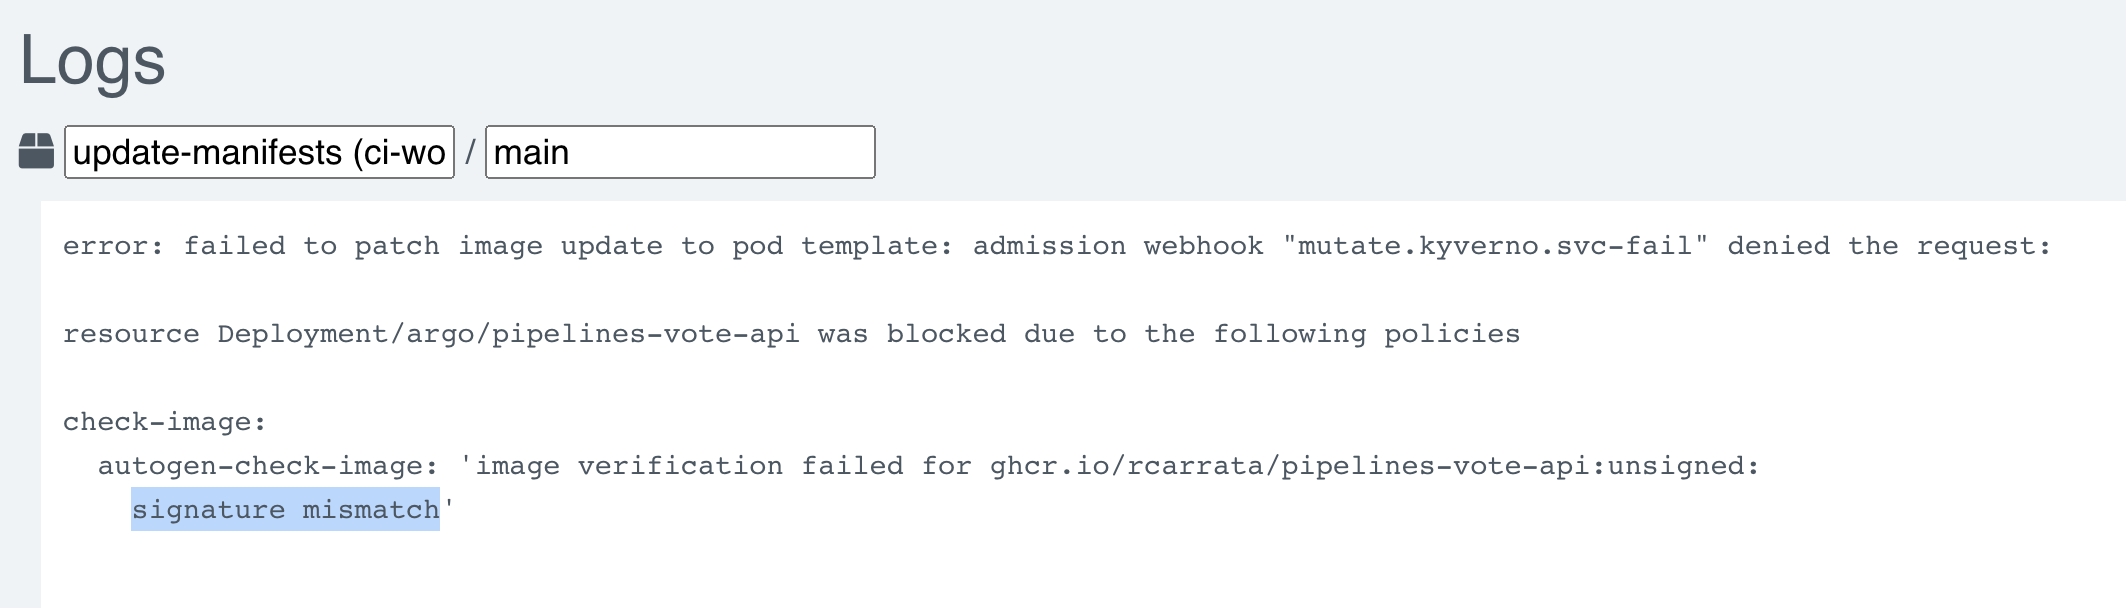 Logs
update-manifests (ci-wo / main
error: failed to patch image update to pod template: admission webhook "mutate.kyverno.svc-fail" denied the request:
resource Deployment/argo/pipelines-vote-api was blocked due to the following policies
check-image:
autogen-check-image: 'image verification failed for ghcr.io/rcarrata/pipelines-vote-api:unsigned:
signature mismatch'